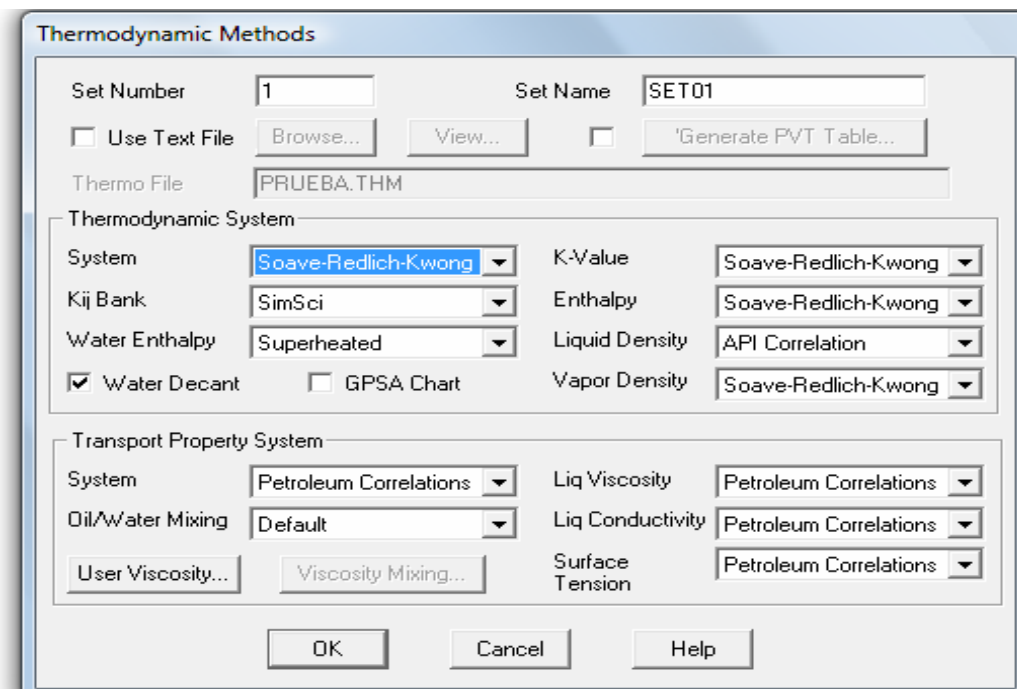 Thermodynamic Methods
Set Number 1 Set Name SET01
Use Text File Browse... View... 'Generate PVT Table...
Thermo File PRUEBA.THM
Thermodynamic System
System Soave-Redlich-Kwong K-Value Soave-Redlich-Kwong
Kij Bank SimSci Enthalpy Soave-Redlich-Kwong
Water Enthalpy Superheated Liquid Density API Correlation
Water Decant GPSA Chart Vapor Density Soave-Redlich-Kwong
Transport Property System
System Petroleum Correlations Liq Viscosity Petroleum Correlations
Oil/Water Mixing Default Liq Conductivity Petroleum Correlations
User Viscosity... Viscosity Mixing... Surface Tension Petroleum Correlations
OK Cancel Help